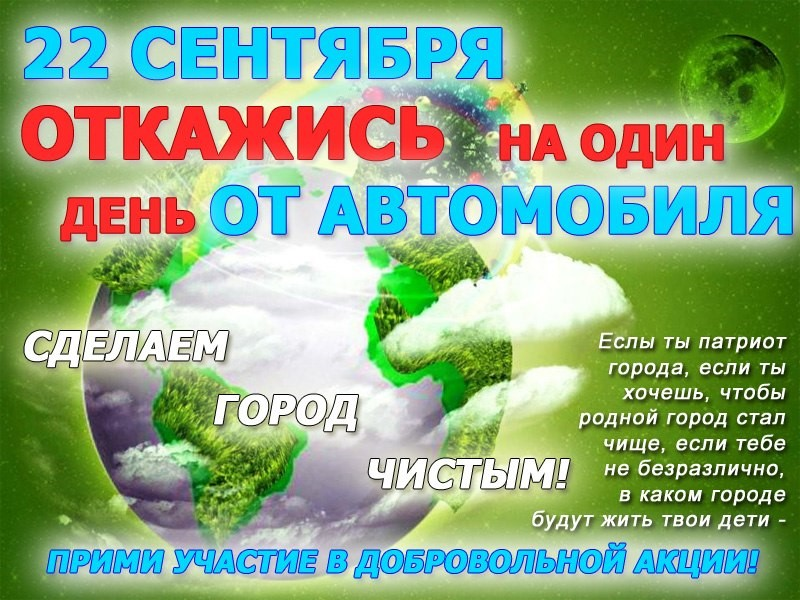 22 СЕНТЯБРЯ
ОТКАЖИСЬ НА ОДИН
ДЕНЬ ОТ АВТОМОБИЛЯ
СДЕЛАЕМ
ГОРОД
ЧИСТЫМ!
Еслы ты патриот
города, если ты
хочешь, чтобы
родной город стал
чище, если тебе
не безразлично,
в каком городе
будут жить твои дети -
ПРИМИ УЧАСТИЕ В ДОБРОВОЛЬНОЙ АКЦИИ!